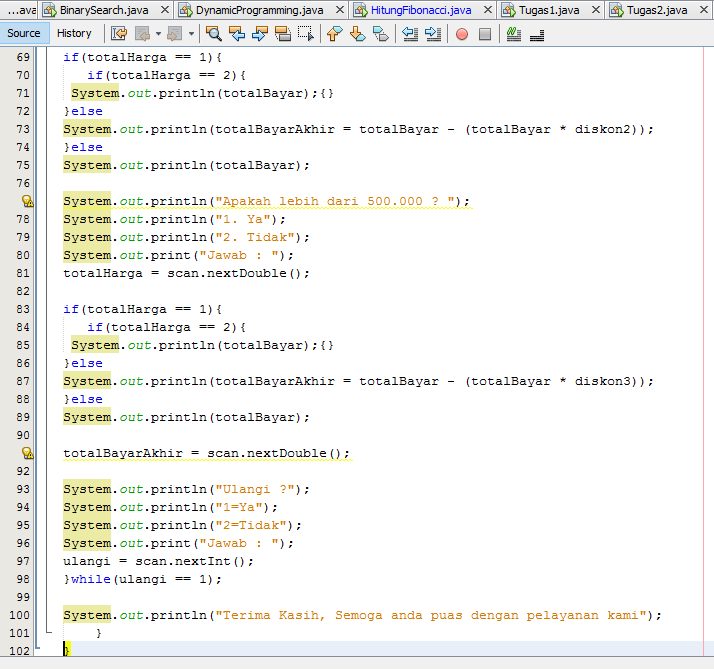 ...ava BinarySearch.java DynamicProgramming.java HitungFibonacci.java Tugas1.java Tugas2.java
Source History
69 if(totalHarga == 1){
70 if(totalHarga == 2){
71 System.out.println(totalBayar);{}
72 }else
73 System.out.println(totalBayarAkhir = totalBayar - (totalBayar * diskon2));
74 }else
75 System.out.println(totalBayar);
76
System.out.println("Apakah lebih dari 500.000 ? ");
78 System.out.println("1. Ya");
79 System.out.println("2. Tidak");
80 System.out.print("Jawab : ");
81 totalHarga = scan.nextDouble();
82
83 if(totalHarga == 1){
84 if(totalHarga == 2){
85 System.out.println(totalBayar);{}
86 }else
87 System.out.println(totalBayarAkhir = totalBayar - (totalBayar * diskon3));
88 }else
89 System.out.println(totalBayar);
90
totalBayarAkhir = scan.nextDouble();
92
93 System.out.println("Ulangi ?");
94 System.out.println("1=Ya");
95 System.out.println("2=Tidak");
96 System.out.print("Jawab : ");
97 ulangi = scan.nextInt();
98 }while(ulangi == 1);
99
100 System.out.println("Terima Kasih, Semoga anda puas dengan pelayanan kami");
101 }
102 }